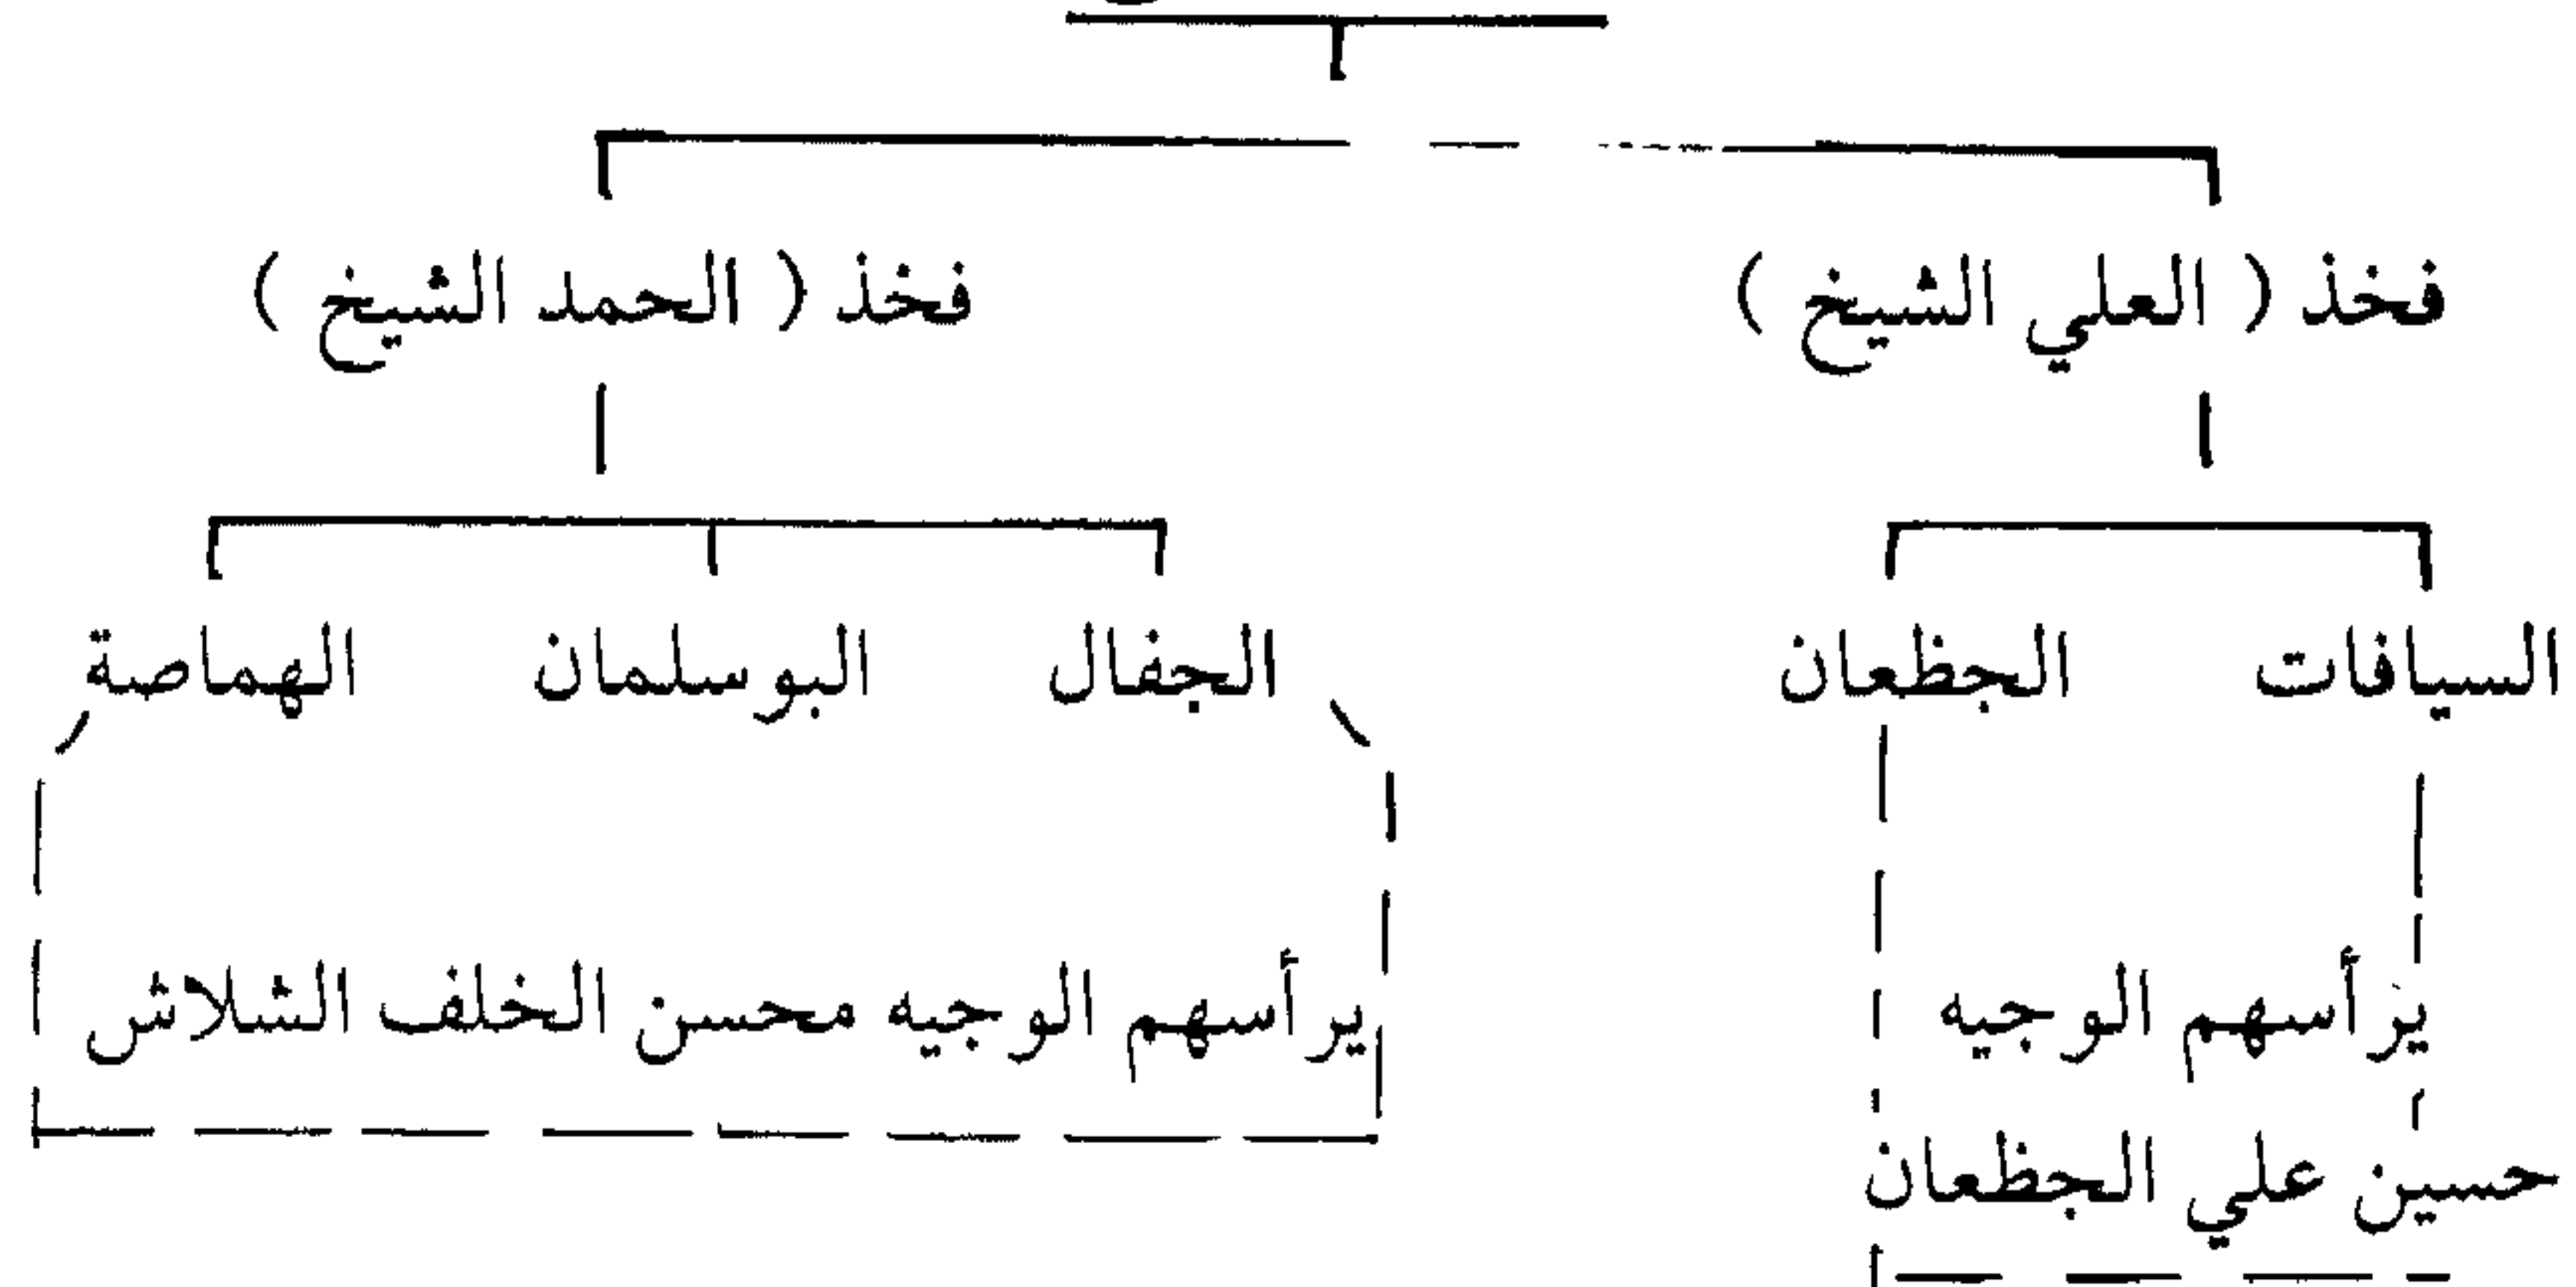 فخذ ( العلي الشيخ ) فخذ ( الحمد الشيخ )
السيافات الجظعان الجفال البوسلمان الهماصة
يرأسهم الوجيه يرأسهم الوجيه محسن الخلف الشلاش
حسين علي الجظعان